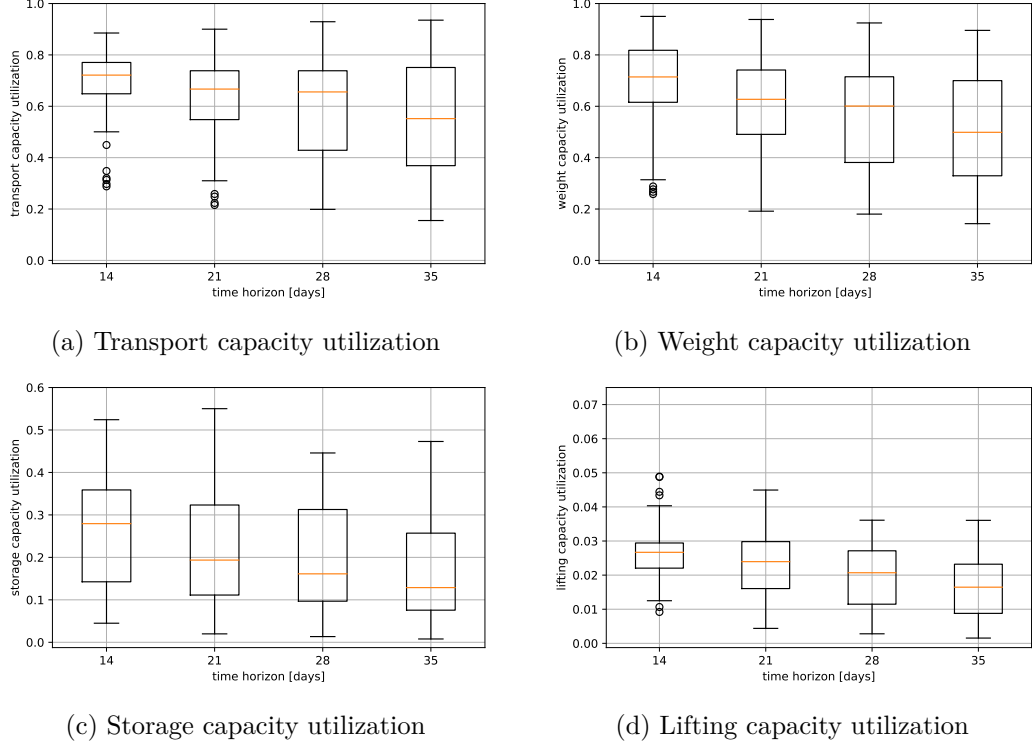 1.0
0.8
0.6
0.4
0.2
0.0
transport capacity utilization
14 21 28 35
time horizon [days]
(a) Transport capacity utilization
1.0
0.8
0.6
0.4
0.2
0.0
weight capacity utilization
14 21 28 35
time horizon [days]
(b) Weight capacity utilization
0.6
0.5
0.4
0.3
0.2
0.1
0.0
storage capacity utilization
14 21 28 35
time horizon [days]
(c) Storage capacity utilization
0.07
0.06
0.05
0.04
0.03
0.02
0.01
0.00
lifting capacity utilization
14 21 28 35
time horizon [days]
(d) Lifting capacity utilization